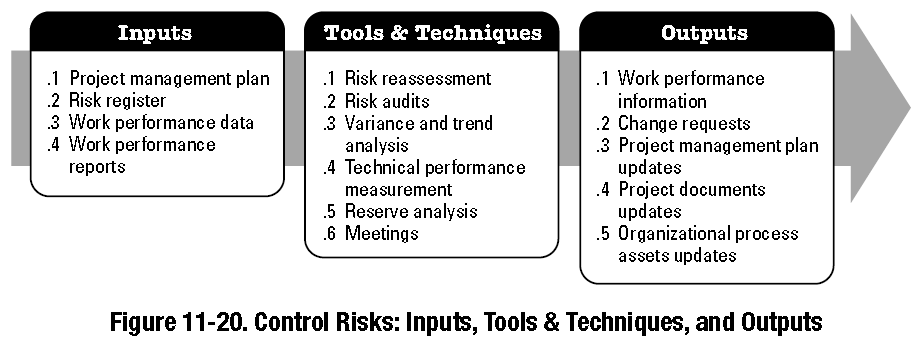 Inputs
.1 Project management plan
.2 Risk register
.3 Work performance data
.4 Work performance
reports
Tools & Techniques
.1 Risk reassessment
.2 Risk audits
.3 Variance and trend
analysis
.4 Technical performance
measurement
.5 Reserve analysis
.6 Meetings
Outputs
.1 Work performance
information
.2 Change requests
.3 Project management plan
updates
.4 Project documents
updates
.5 Organizational process
assets updates
Figure 11-20. Control Risks: Inputs, Tools & Techniques, and Outputs